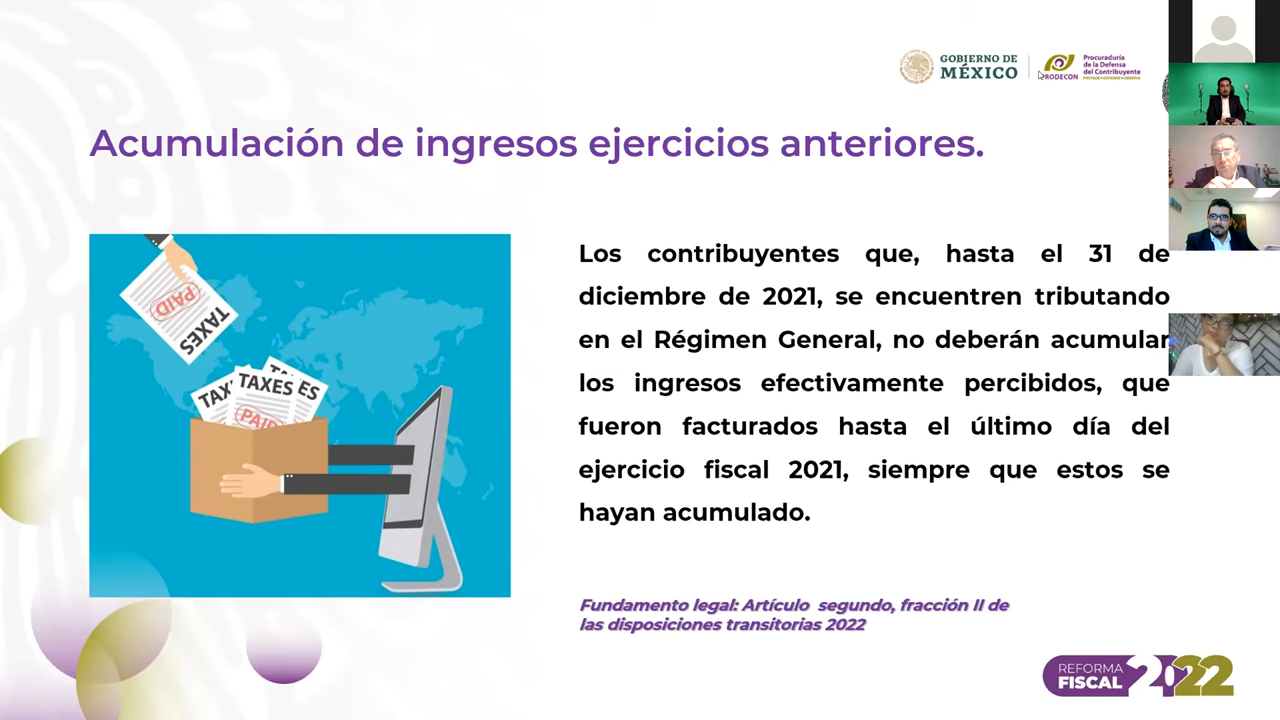 GOBIERNO DE
MÉXICO
PRODECON
Procuraduría
de la Defensa
del Contribuyente
Acumulación de ingresos ejercicios anteriores.
PAID
TAXES
TAX
TAXES
ES
PAID
Los contribuyentes que, hasta el 31 de
diciembre de 2021, se encuentren tributando
en el Régimen General, no deberán acumular
los ingresos efectivamente percibidos, que
fueron facturados hasta el último día del
ejercicio fiscal 2021, siempre que estos se
hayan acumulado.
Fundamento legal: Artículo segundo, fracción II de
las disposiciones transitorias 2022
REFORMA
FISCAL
2022